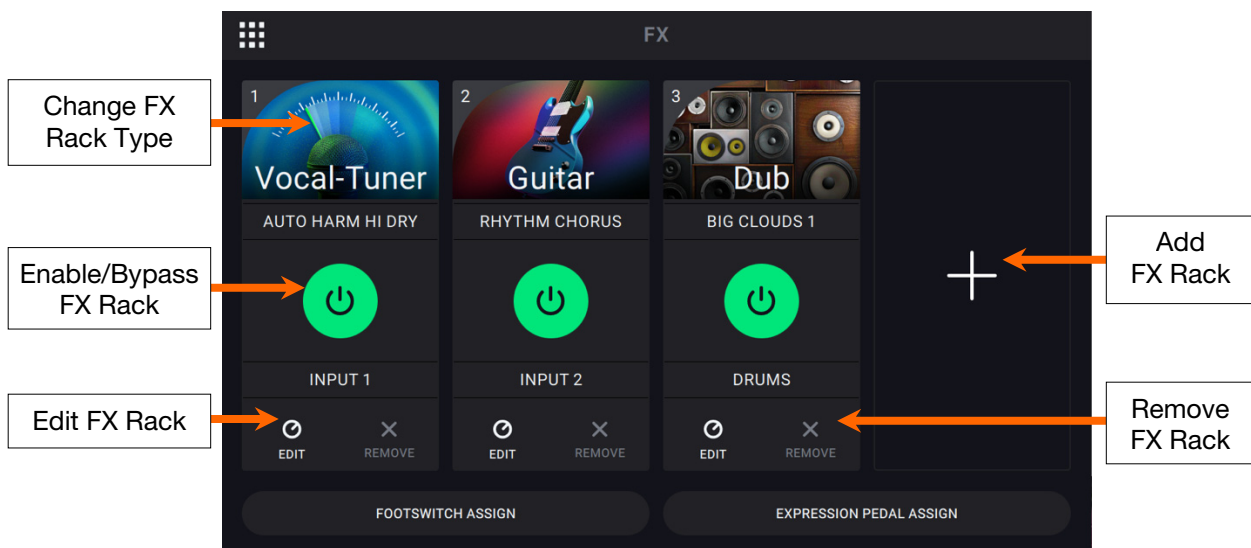 FX
Change FX
Rack Type
1
Vocal-Tuner
2
Guitar
3
Dub
AUTO HARM HI DRY
RHYTHM CHORUS
BIG CLOUDS 1
Enable/Bypass
FX Rack
Add
FX Rack
INPUT 1
INPUT 2
DRUMS
Edit FX Rack
EDIT
REMOVE
EDIT
REMOVE
EDIT
REMOVE
Remove
FX Rack
FOOTSWITCH ASSIGN
EXPRESSION PEDAL ASSIGN